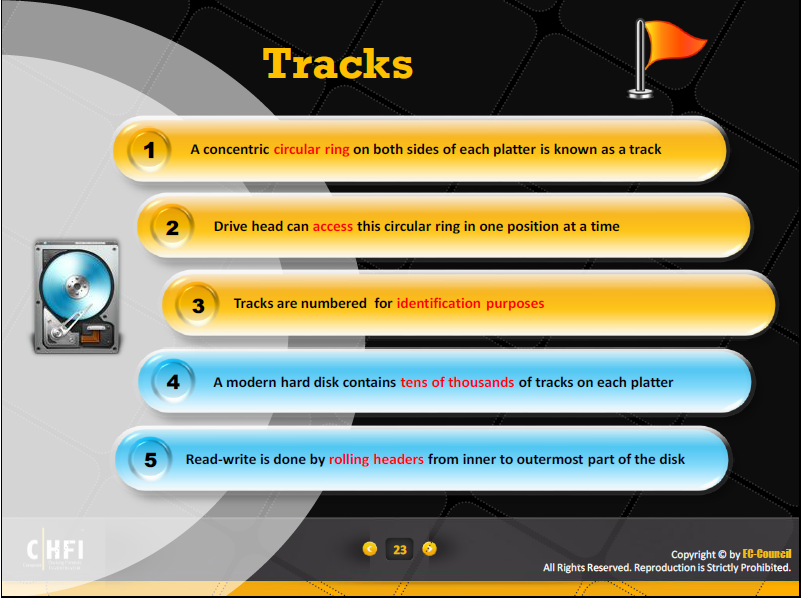 Tracks
1 A concentric circular ring on both sides of each platter is known as a track
2 Drive head can access this circular ring in one position at a time
3 Tracks are numbered for identification purposes
4 A modern hard disk contains tens of thousands of tracks on each platter
5 Read-write is done by rolling headers from inner to outermost part of the disk
CHFI
23
Copyright © by EC-Council
All Rights Reserved. Reproduction is Strictly Prohibited.